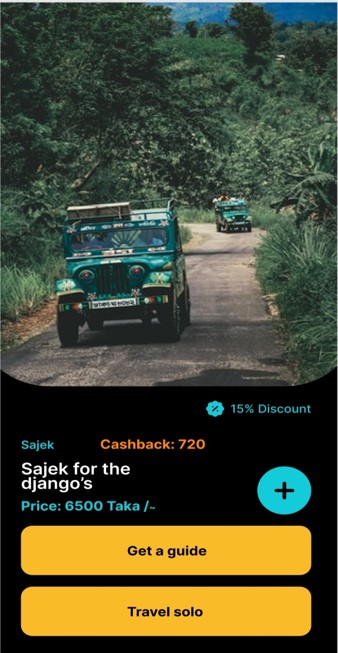 15% Discount
Sajek
Cashback: 720
Sajek for the
django's
Price: 6500 Taka /~
Get a guide
Travel solo